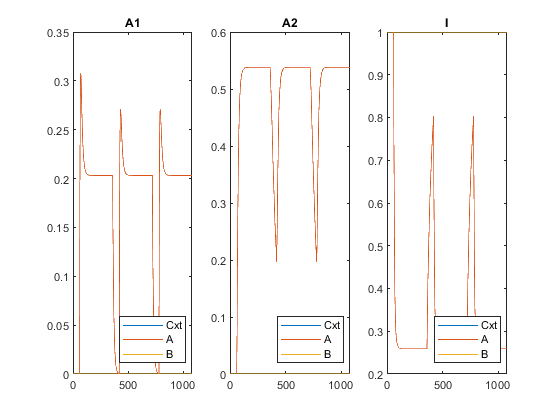 A1 A2 I
0.35 0.6 1
0.3 0.5 0.9
0.25 0.8
0.2 0.4 0.7
0.15 0.3 0.6
0.1 0.2 0.5
0.05 0.1 0.4
Cxt Cxt Cxt
A A A 0.3
B B B
0 0 0.2
0 500 1000 0 500 1000 0 500 1000